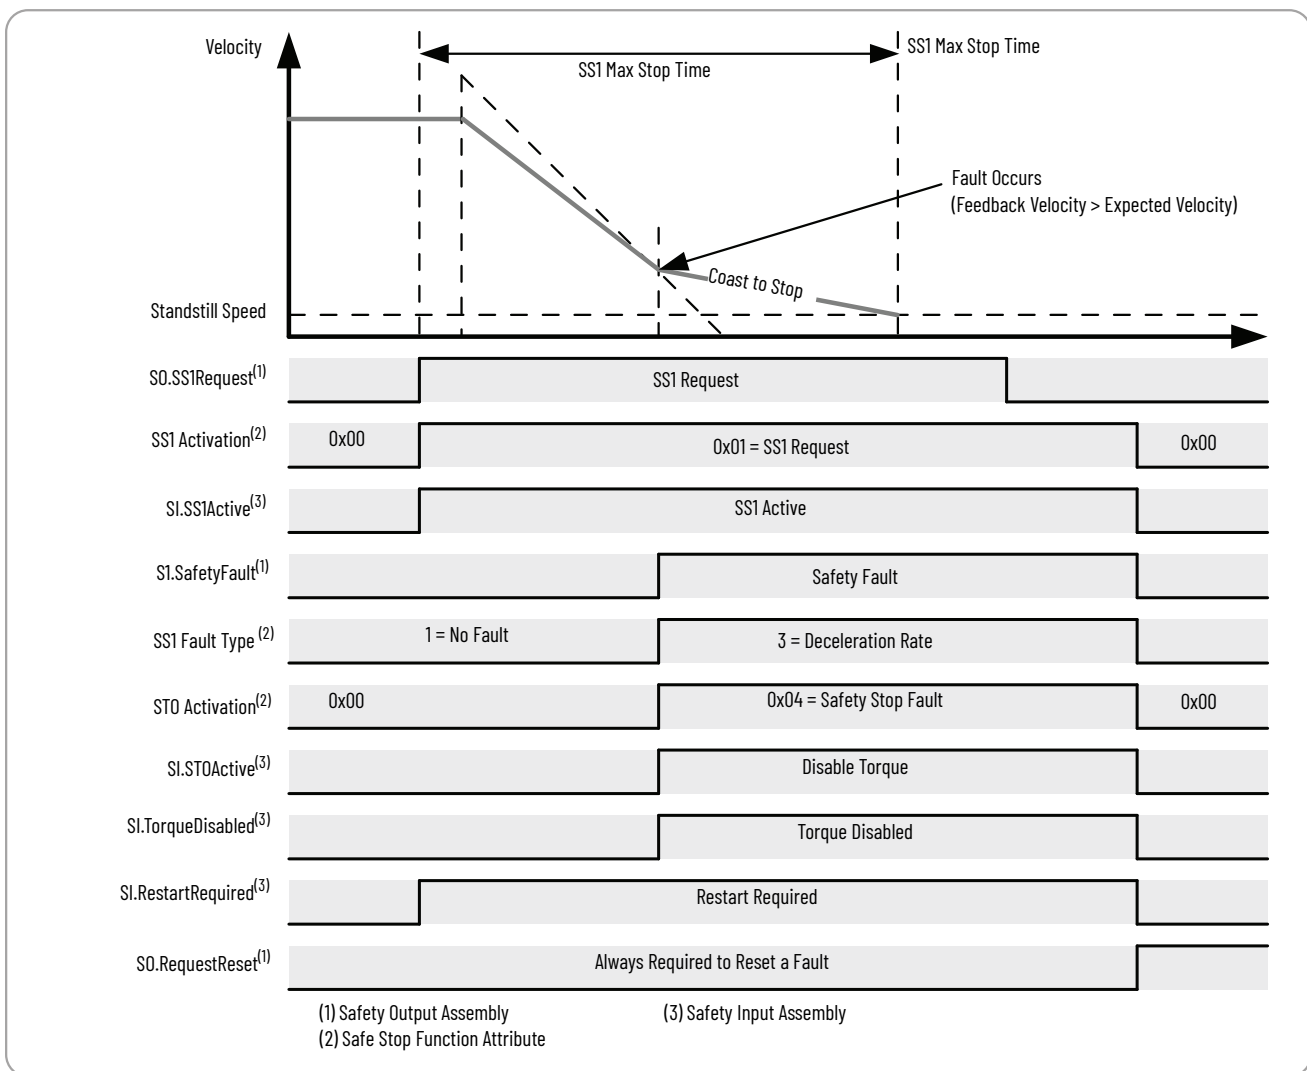 Velocity
SS1 Max Stop Time
SS1 Max Stop Time
Fault Occurs
(Feedback Velocity > Expected Velocity)
Coast to Stop
Standstill Speed
SO.SS1Request(1)
SS1 Request
SS1 Activation(2)
0x00
0x01 = SS1 Request
0x00
SI.SS1Active(3)
SS1 Active
S1.SafetyFault(1)
Safety Fault
SS1 Fault Type (2)
1 = No Fault
3 = Deceleration Rate
STO Activation(2)
0x00
0x04 = Safety Stop Fault
0x00
SI.STOActive(3)
Disable Torque
SI.TorqueDisabled(3)
Torque Disabled
SI.RestartRequired(3)
Restart Required
SO.RequestReset(1)
Always Required to Reset a Fault
(1) Safety Output Assembly
(3) Safety Input Assembly
(2) Safe Stop Function Attribute